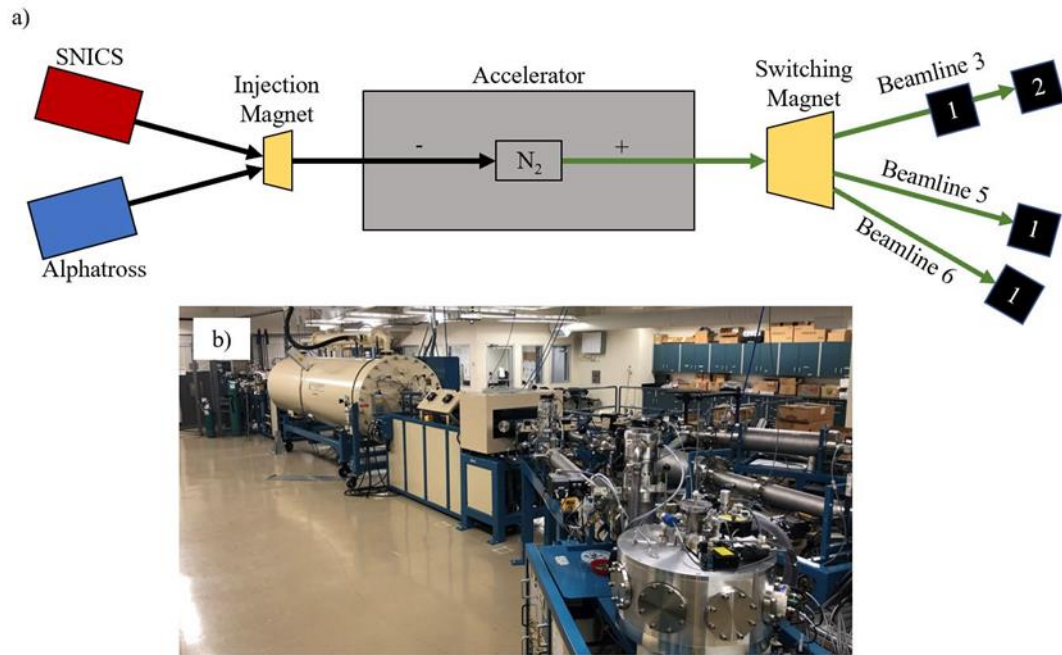 a)
SNICS
Injection
Magnet
Accelerator
Switching
Magnet
Beamline 3
1
2
-
N₂
+
Beamline 5
1
Alphatross
Beamline 6
1
b)